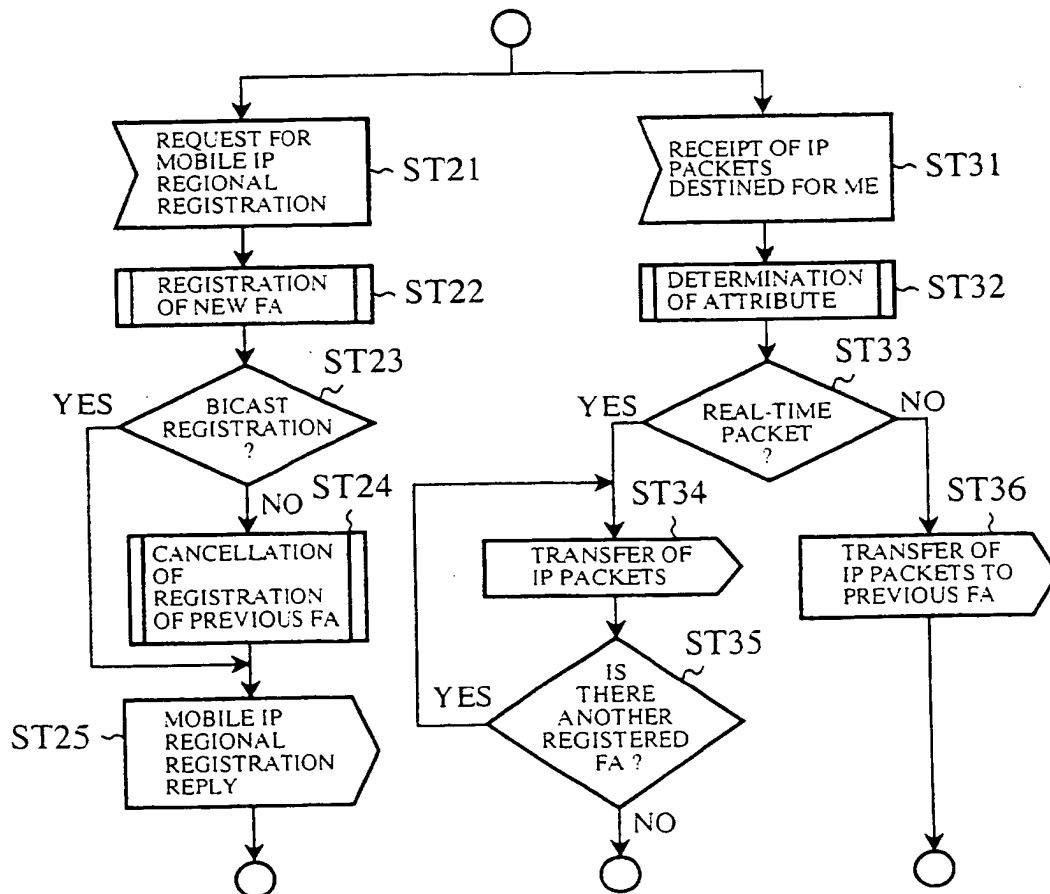 REQUEST FOR
MOBILE IP
REGIONAL
REGISTRATION
ST21
REGISTRATION
OF NEW FA
ST22
ST23
YES
BICAST
REGISTRATION
?
NO
ST24
CANCELLATION
OF
REGISTRATION
OF PREVIOUS FA
ST25
MOBILE IP
REGIONAL
REGISTRATION
REPLY
RECEIPT OF IP
PACKETS
DESTINED FOR ME
ST31
DETERMINATION
OF ATTRIBUTE
ST32
ST33
YES
REAL-TIME
PACKET
?
NO
ST34
TRANSFER OF
IP PACKETS
ST35
YES
IS
THERE
ANOTHER
REGISTERED
FA ?
NO
ST36
TRANSFER OF
IP PACKETS TO
PREVIOUS FA